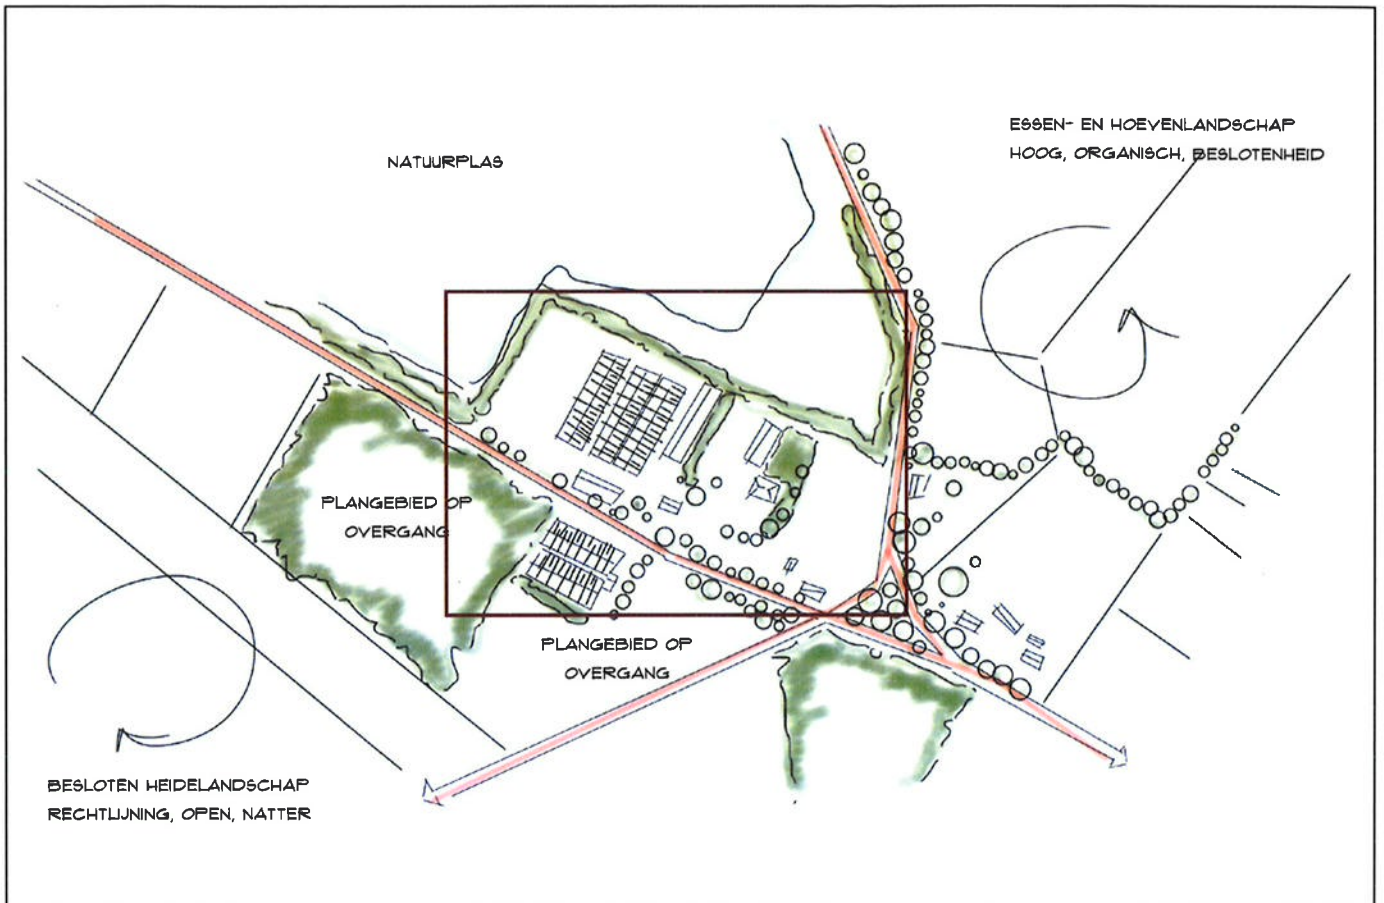 NATUURPLAS
ESSEN- EN HOEVENLANDSCHAP
HOOG, ORGANISCH, BESLOTENHEID
PLANGEBIED OP
OVERGANG
PLANGEBIED OP
OVERGANG
BESLOTEN HEIDELANDSCHAP
RECHTLIJNING, OPEN, NATTER